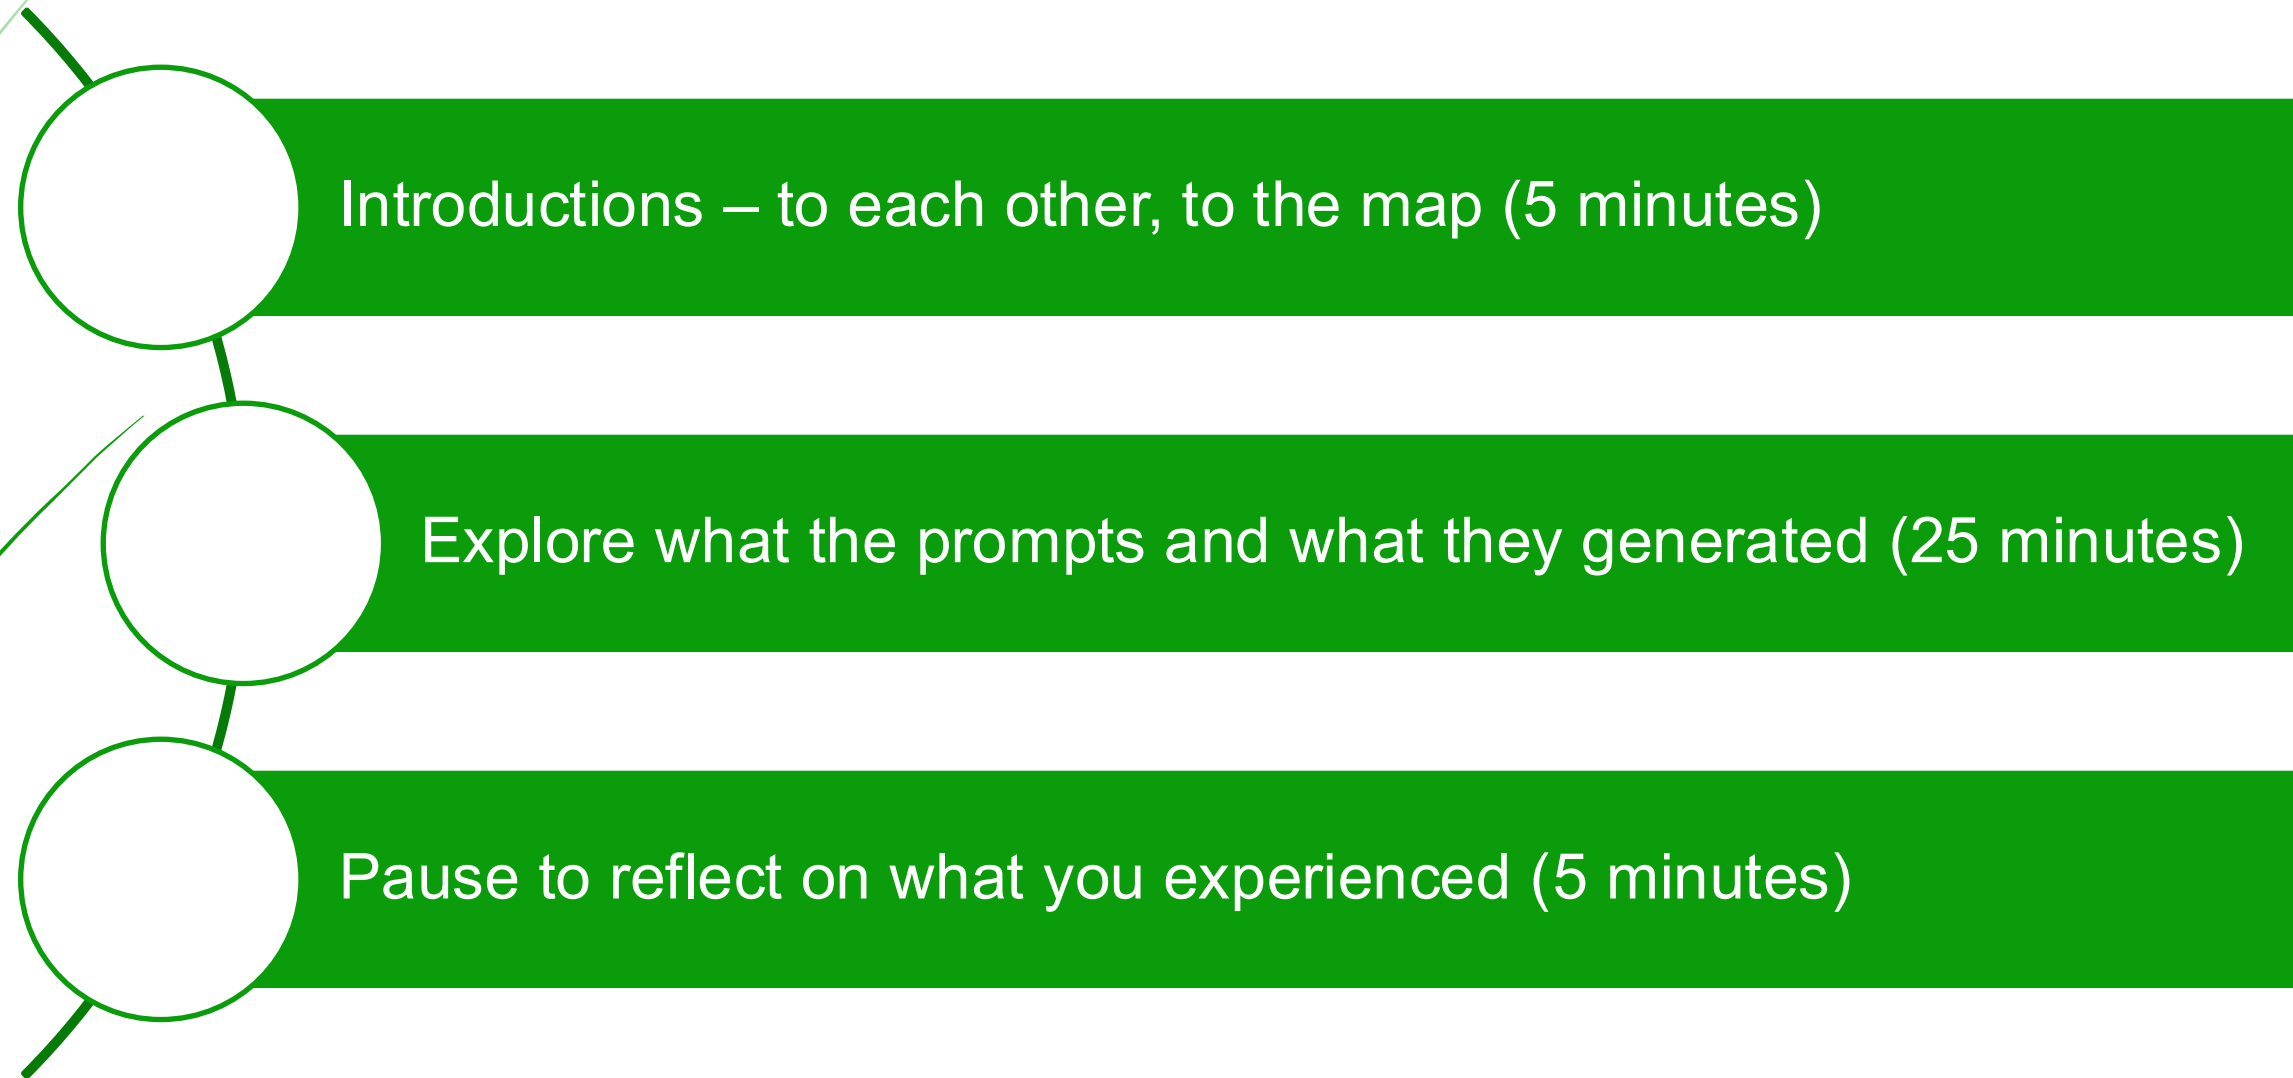 Introductions – to each other, to the map (5 minutes)
Explore what the prompts and what they generated (25 minutes)
Pause to reflect on what you experienced (5 minutes)